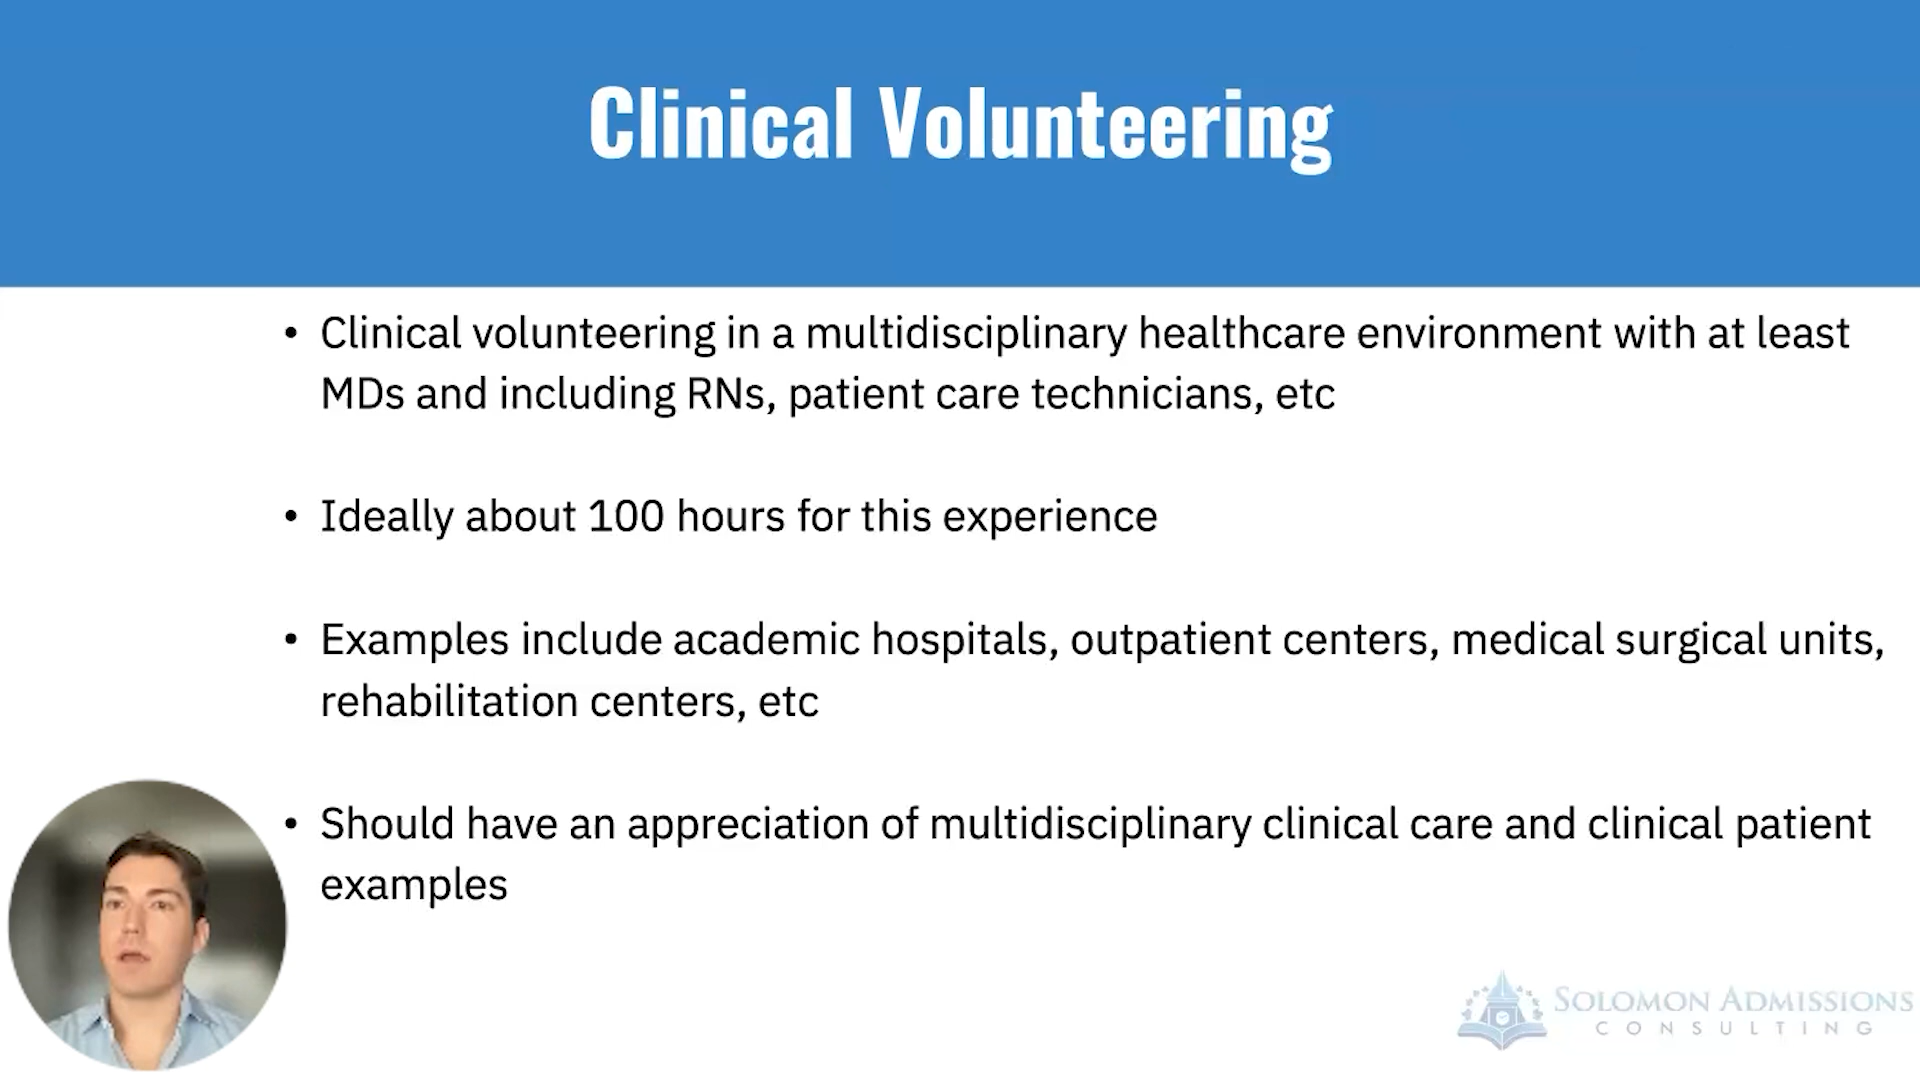 Clinical Volunteering
• Clinical volunteering in a multidisciplinary healthcare environment with at least
MDs and including RNs, patient care technicians, etc
• Ideally about 100 hours for this experience
• Examples include academic hospitals, outpatient centers, medical surgical units,
rehabilitation centers, etc
• Should have an appreciation of multidisciplinary clinical care and clinical patient
examples
SOLOMON ADMISSIONS
CONSULTING